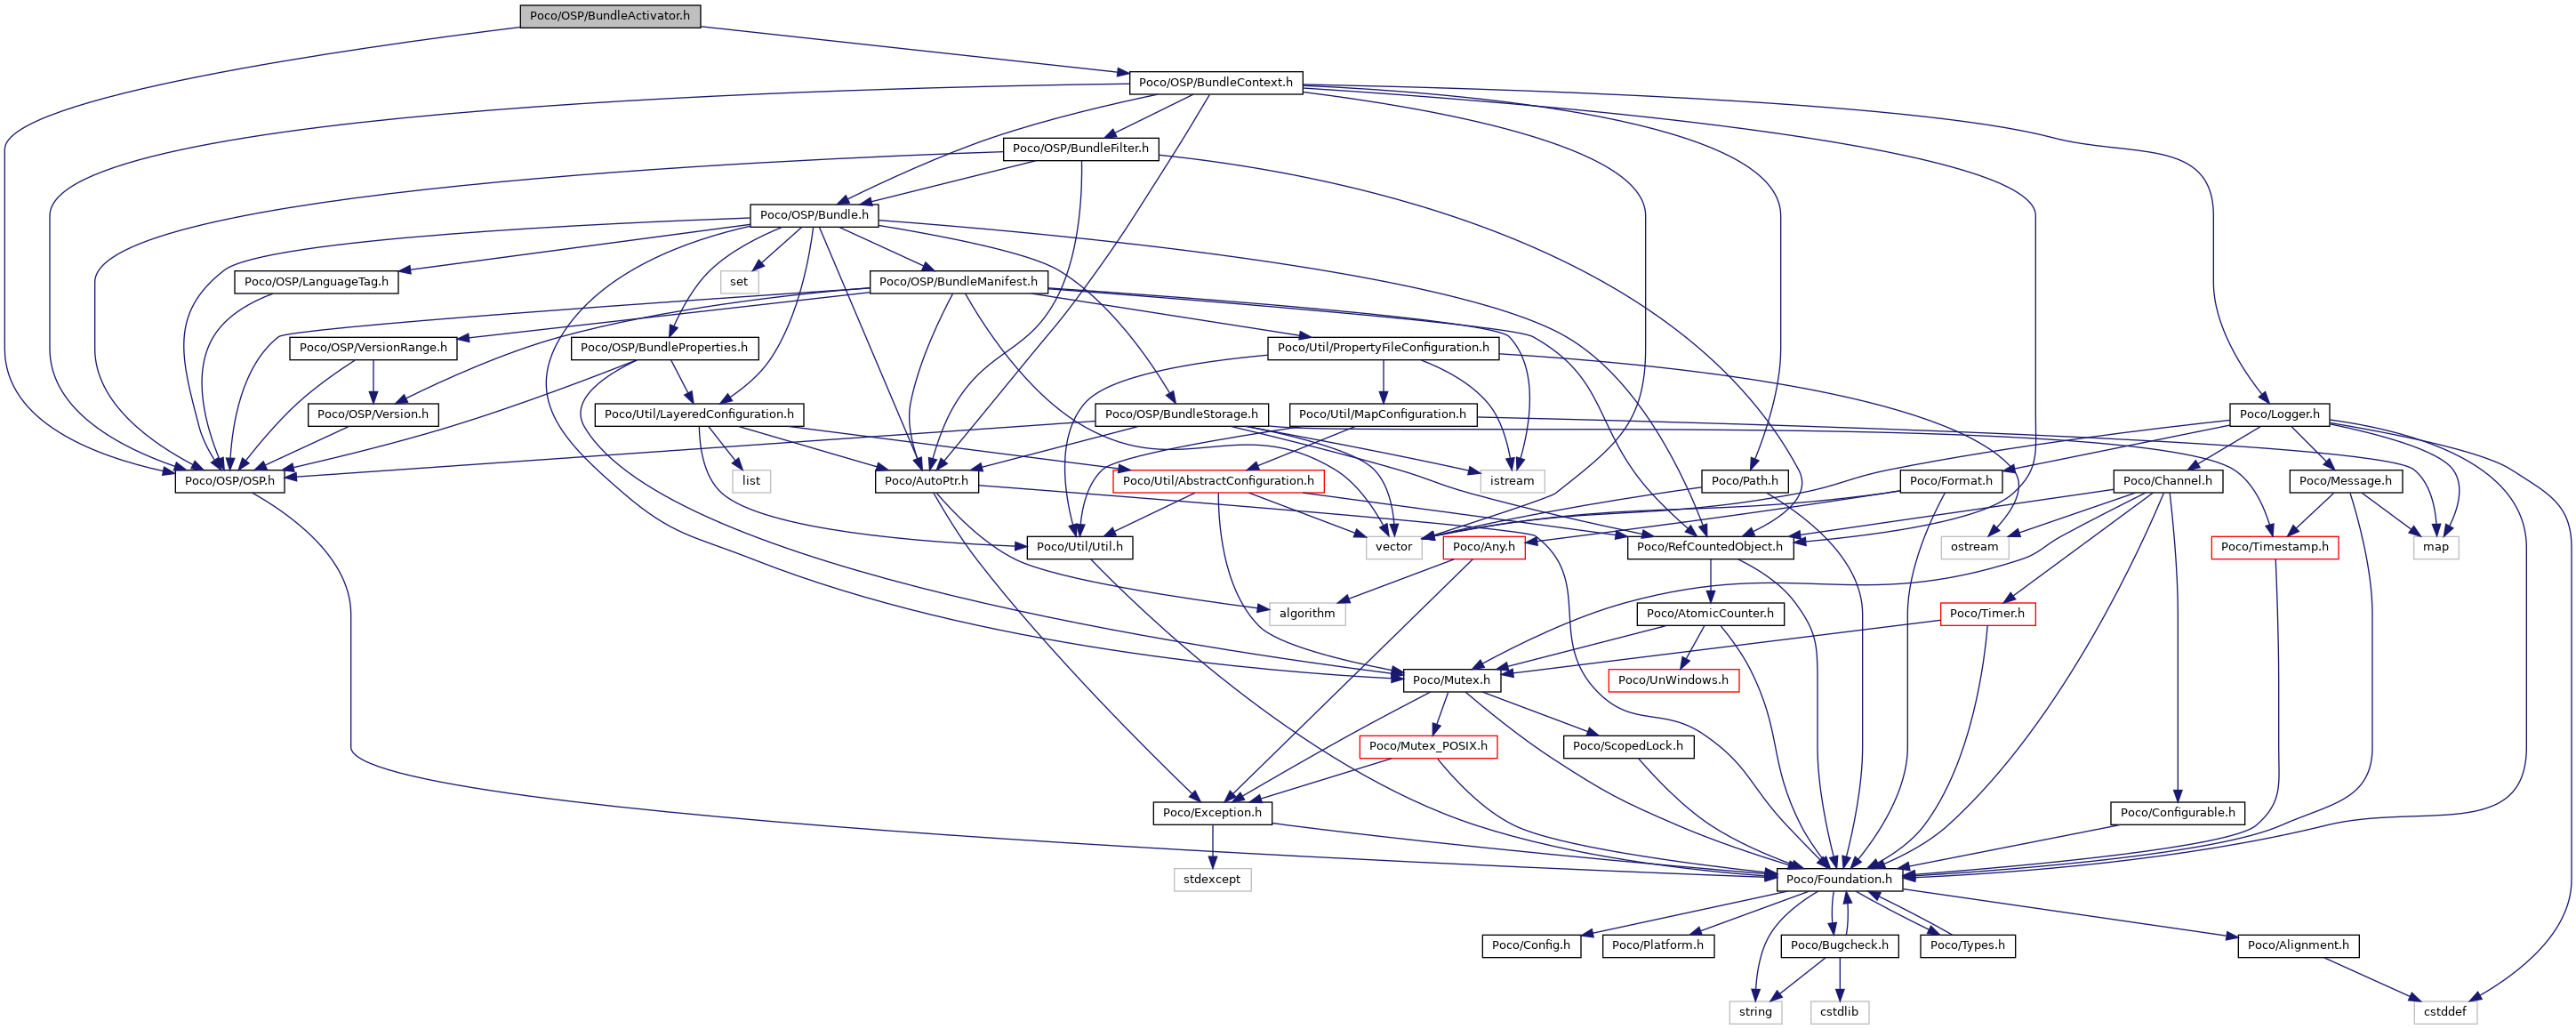 Poco/OSP/BundleActivator.h
Poco/OSP/BundleContext.h
Poco/OSP/BundleFilter.h
Poco/OSP/Bundle.h
Poco/OSP/LanguageTag.h
set
Poco/OSP/BundleManifest.h
Poco/OSP/VersionRange.h
Poco/OSP/BundleProperties.h
Poco/Util/PropertyFileConfiguration.h
Poco/OSP/Version.h
Poco/Util/LayeredConfiguration.h
Poco/OSP/BundleStorage.h
Poco/Util/MapConfiguration.h
Poco/Logger.h
Poco/OSP/OSP.h
list
Poco/AutoPtr.h
Poco/Util/AbstractConfiguration.h
istream
Poco/Path.h
Poco/Format.h
Poco/Channel.h
Poco/Message.h
Poco/Util/Util.h
vector
Poco/Any.h
Poco/RefCountedObject.h
ostream
Poco/Timestamp.h
map
algorithm
Poco/AtomicCounter.h
Poco/Timer.h
Poco/Mutex.h
Poco/UnWindows.h
Poco/Mutex_POSIX.h
Poco/ScopedLock.h
Poco/Exception.h
Poco/Configurable.h
stdexcept
Poco/Foundation.h
Poco/Config.h
Poco/Platform.h
Poco/Bugcheck.h
Poco/Types.h
Poco/Alignment.h
string
cstdlib
cstddef